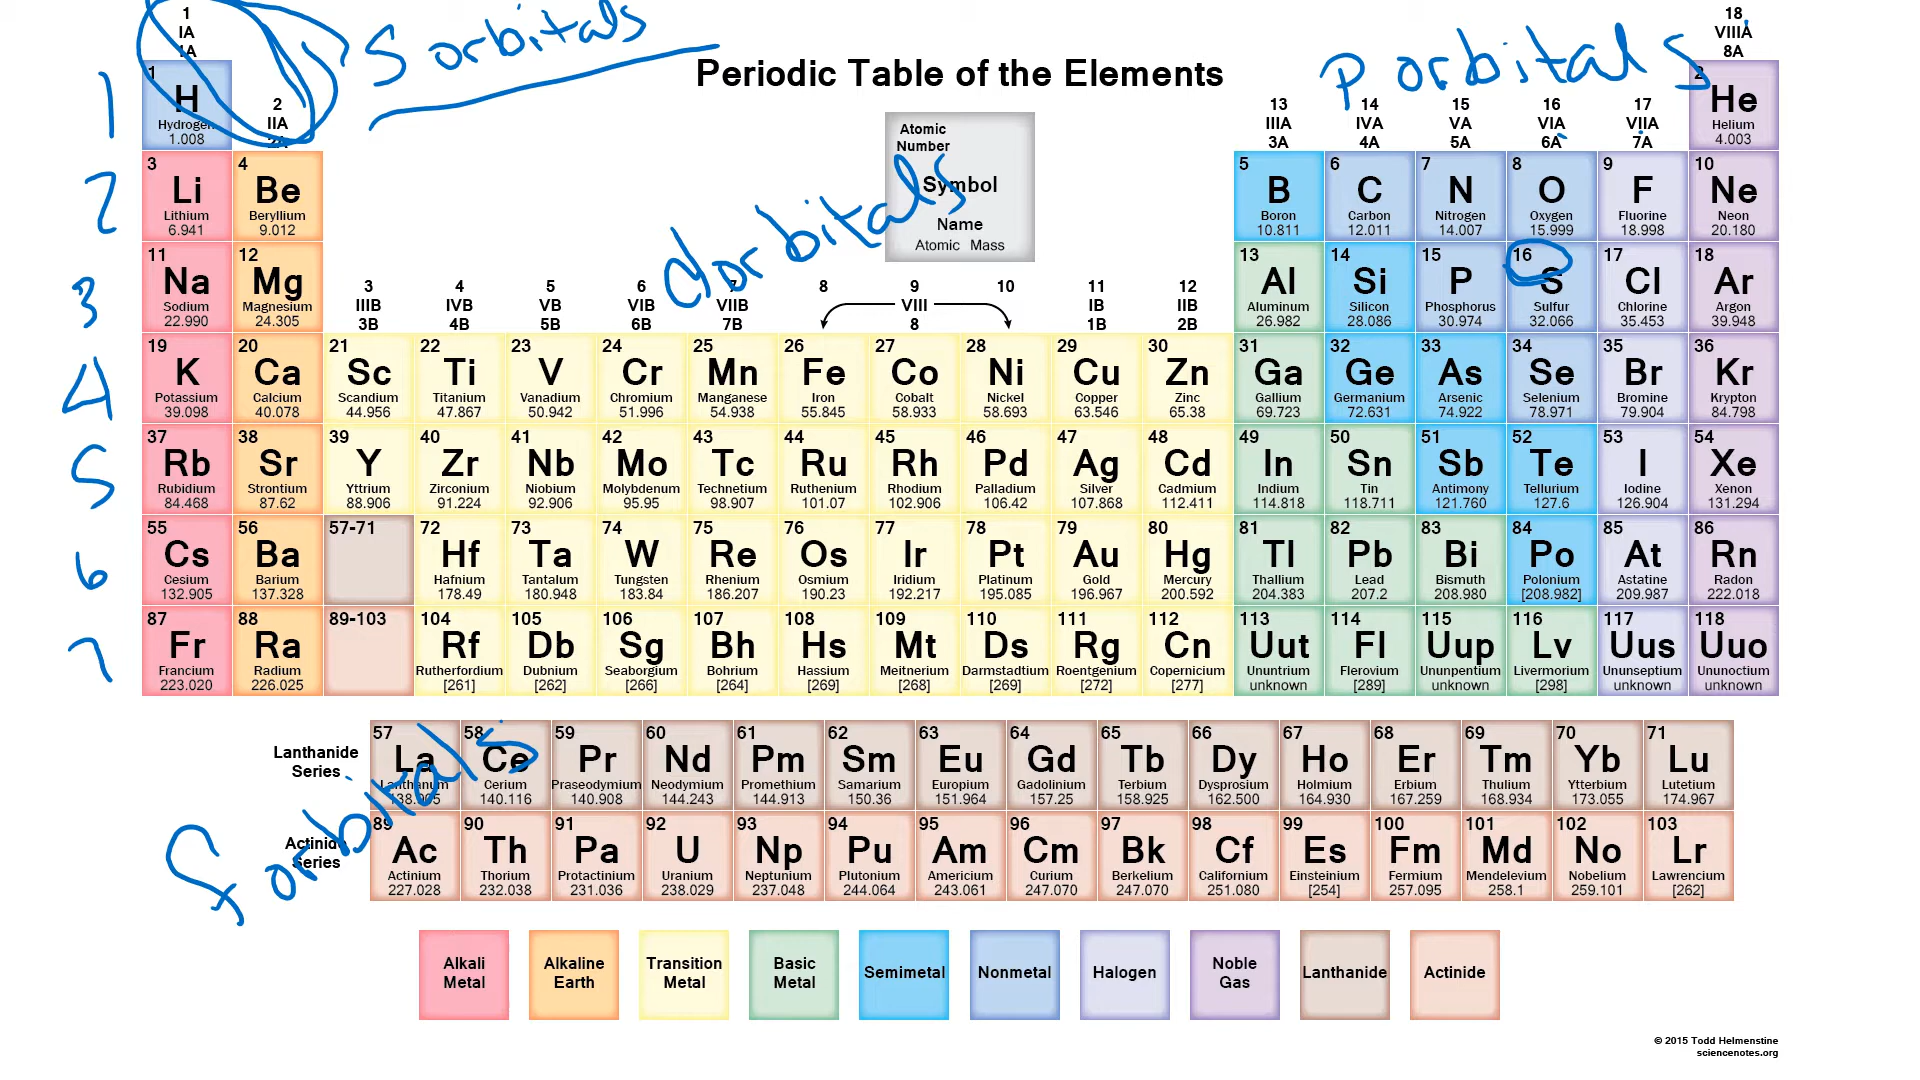 1 IA 1A
S orbitals
Periodic Table of the Elements
P orbitals
18 VIIIA 8A
1
1 H Hydrogen 1.008
2 IIA 2A
Atomic Number
Symbol
Name
Atomic Mass
13 IIIA 3A
14 IVA 4A
15 VA 5A
16 VIA 6A
17 VIIA 7A
2 He Helium 4.003
2
3 Li Lithium 6.941
4 Be Beryllium 9.012
d orbitals
5 B Boron 10.811
6 C Carbon 12.011
7 N Nitrogen 14.007
8 O Oxygen 15.999
9 F Fluorine 18.998
10 Ne Neon 20.180
3
11 Na Sodium 22.990
12 Mg Magnesium 24.305
3 IIIB 3B
4 IVB 4B
5 VB 5B
6 VIB 6B
7 VIIB 7B
8 9 10
VIII
8
11 IB 1B
12 IIB 2B
13 Al Aluminum 26.982
14 Si Silicon 28.086
15 P Phosphorus 30.974
16 S Sulfur 32.066
17 Cl Chlorine 35.453
18 Ar Argon 39.948
4
19 K Potassium 39.098
20 Ca Calcium 40.078
21 Sc Scandium 44.956
22 Ti Titanium 47.867
23 V Vanadium 50.942
24 Cr Chromium 51.996
25 Mn Manganese 54.938
26 Fe Iron 55.845
27 Co Cobalt 58.933
28 Ni Nickel 58.693
29 Cu Copper 63.546
30 Zn Zinc 65.38
31 Ga Gallium 69.723
32 Ge Germanium 72.631
33 As Arsenic 74.922
34 Se Selenium 78.971
35 Br Bromine 79.904
36 Kr Krypton 84.798
5
37 Rb Rubidium 84.468
38 Sr Strontium 87.62
39 Y Yttrium 88.906
40 Zr Zirconium 91.224
41 Nb Niobium 92.906
42 Mo Molybdenum 95.95
43 Tc Technetium 98.907
44 Ru Ruthenium 101.07
45 Rh Rhodium 102.906
46 Pd Palladium 106.42
47 Ag Silver 107.868
48 Cd Cadmium 112.411
49 In Indium 114.818
50 Sn Tin 118.711
51 Sb Antimony 121.760
52 Te Tellurium 127.6
53 I Iodine 126.904
54 Xe Xenon 131.294
6
55 Cs Cesium 132.905
56 Ba Barium 137.328
57-71
72 Hf Hafnium 178.49
73 Ta Tantalum 180.948
74 W Tungsten 183.84
75 Re Rhenium 186.207
76 Os Osmium 190.23
77 Ir Iridium 192.217
78 Pt Platinum 195.085
79 Au Gold 196.967
80 Hg Mercury 200.592
81 Tl Thallium 204.383
82 Pb Lead 207.2
83 Bi Bismuth 208.980
84 Po Polonium [208.982]
85 At Astatine 209.987
86 Rn Radon 222.018
7
87 Fr Francium 223.020
88 Ra Radium 226.025
89-103
104 Rf Rutherfordium [261]
105 Db Dubnium [262]
106 Sg Seaborgium [266]
107 Bh Bohrium [264]
108 Hs Hassium [269]
109 Mt Meitnerium [268]
110 Ds Darmstadtium [269]
111 Rg Roentgenium [272]
112 Cn Copernicium [277]
113 Uut Ununtrium unknown
114 Fl Flerovium [289]
115 Uup Ununpentium unknown
116 Lv Livermorium [298]
117 Uus Ununseptium unknown
118 Uuo Ununoctium unknown
Lanthanide Series
57 La Lanthanum 138.905
58 Ce Cerium 140.116
59 Pr Praseodymium 140.908
60 Nd Neodymium 144.243
61 Pm Promethium 144.913
62 Sm Samarium 150.36
63 Eu Europium 151.964
64 Gd Gadolinium 157.25
65 Tb Terbium 158.925
66 Dy Dysprosium 162.500
67 Ho Holmium 164.930
68 Er Erbium 167.259
69 Tm Thulium 168.934
70 Yb Ytterbium 173.055
71 Lu Lutetium 174.967
f orbitals
Actinide Series
89 Ac Actinium 227.028
90 Th Thorium 232.038
91 Pa Protactinium 231.036
92 U Uranium 238.029
93 Np Neptunium 237.048
94 Pu Plutonium 244.064
95 Am Americium 243.061
96 Cm Curium 247.070
97 Bk Berkelium 247.070
98 Cf Californium 251.080
99 Es Einsteinium [254]
100 Fm Fermium 257.095
101 Md Mendelevium 258.1
102 No Nobelium 259.101
103 Lr Lawrencium [262]
Alkali Metal
Alkaline Earth
Transition Metal
Basic Metal
Semimetal
Nonmetal
Halogen
Noble Gas
Lanthanide
Actinide
© 2015 Todd Helmenstine
sciencenotes.org